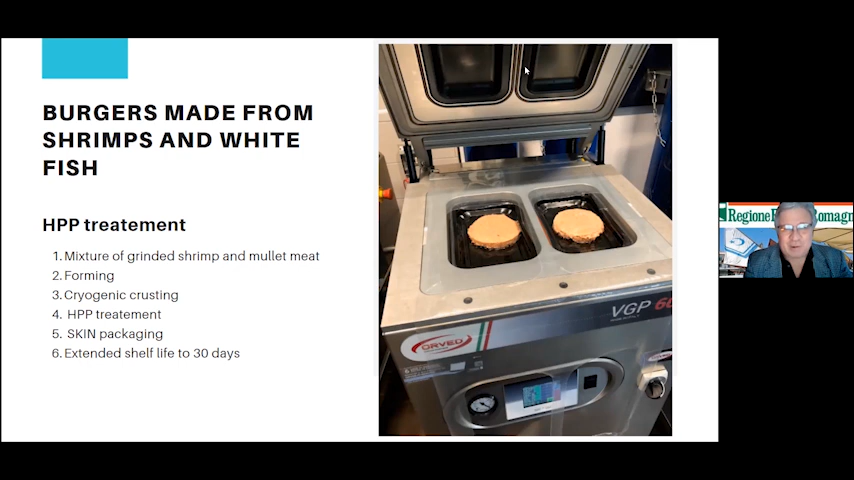 BURGERS MADE FROM
SHRIMPS AND WHITE
FISH
HPP treatement
1. Mixture of grinded shrimp and mullet meat
2. Forming
3. Cryogenic crusting
4. HPP treatement
5. SKIN packaging
6. Extended shelf life to 30 days
VGP 60
ORVED
Regione
Romagn